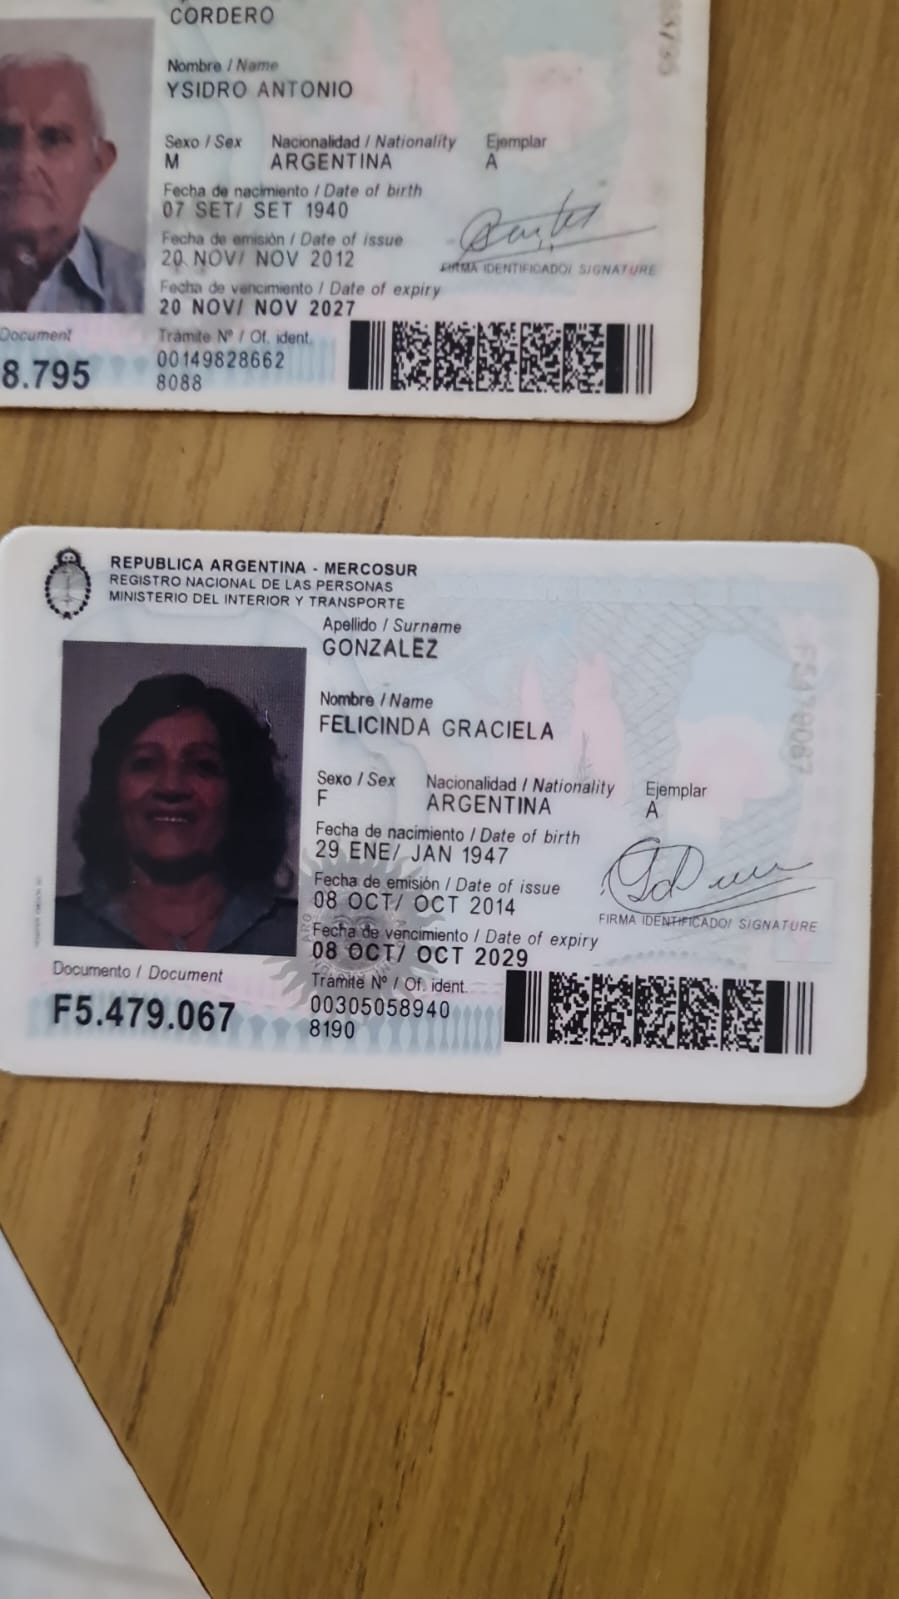 CORDERO
Nombre / Name
YSIDRO ANTONIO
Sexo / Sex Nacionalidad / Nationality Ejemplar
M ARGENTINA A
Fecha de nacimiento / Date of birth
07 SET/ SET 1940
Fecha de emisión / Date of issue
20 NOV/ NOV 2012
FIRMA IDENTIFICADO/ SIGNATURE
Fecha de vencimiento / Date of expiry
20 NOV/ NOV 2027
Document Trámite Nº / Of. ident.
00149828662
8.795
8088
REPUBLICA ARGENTINA - MERCOSUR
REGISTRO NACIONAL DE LAS PERSONAS
MINISTERIO DEL INTERIOR Y TRANSPORTE
Apellido / Surname
GONZALEZ
Nombre / Name
FELICINDA GRACIELA
Sexo / Sex Nacionalidad / Nationality Ejemplar
F ARGENTINA A
Fecha de nacimiento / Date of birth
29 ENE/ JAN 1947
Fecha de emisión / Date of issue
08 OCT/ OCT 2014
FIRMA IDENTIFICADO/ SIGNATURE
Fecha de vencimiento / Date of expiry
08 OCT/ OCT 2029
Documento / Document Trámite Nº / Of. ident.
F5.479.067 00305058940
8190
F5479067